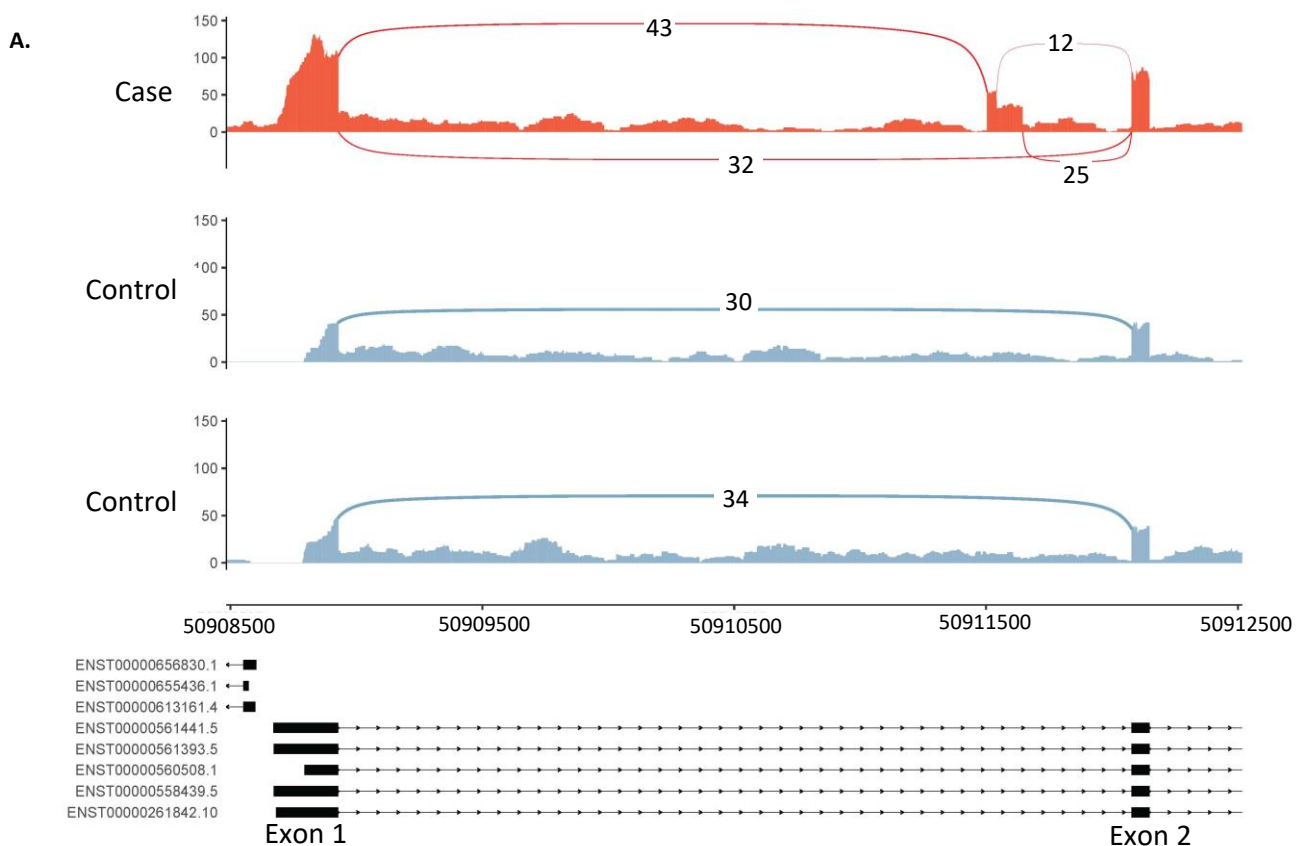 A.
150
100
50
0
Case
43
12
32
25
150
100
50
0
Control
30
150
100
50
0
Control
34
50908500 50909500 50910500 50911500 50912500
ENST00000656830.1
ENST00000655436.1
ENST00000613161.4
ENST00000561441.5
ENST00000561393.5
ENST00000560508.1
ENST00000558439.5
ENST00000261842.10
Exon 1 Exon 2